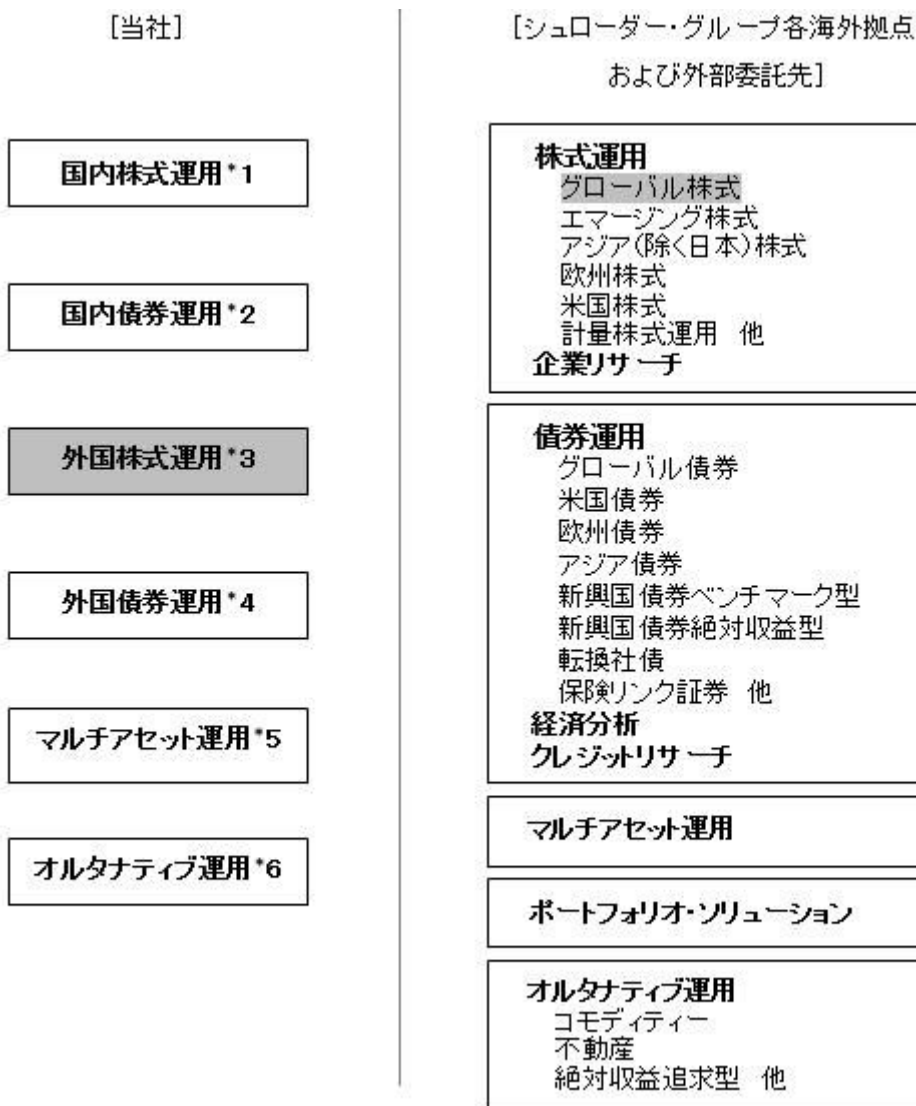 [当社]
国内株式運用*1
国内債券運用*2
外国株式運用*3
外国債券運用*4
マルチアセット運用*5
オルタナティブ運用*6
[シュローダー・グループ各海外拠点
および外部委託先]
株式運用
グローバル株式
エマージング株式
アジア(除く日本)株式
欧州株式
米国株式
計量株式運用 他
企業リサーチ
債券運用
グローバル債券
米国債券
欧州債券
アジア債券
新興国債券ベンチマーク型
新興国債券絶対収益型
転換社債
保険リンク証券 他
経済分析
クレジットリサーチ
マルチアセット運用
ポートフォリオ・ソリューション
オルタナティブ運用
コモディティー
不動産
絶対収益追求型 他